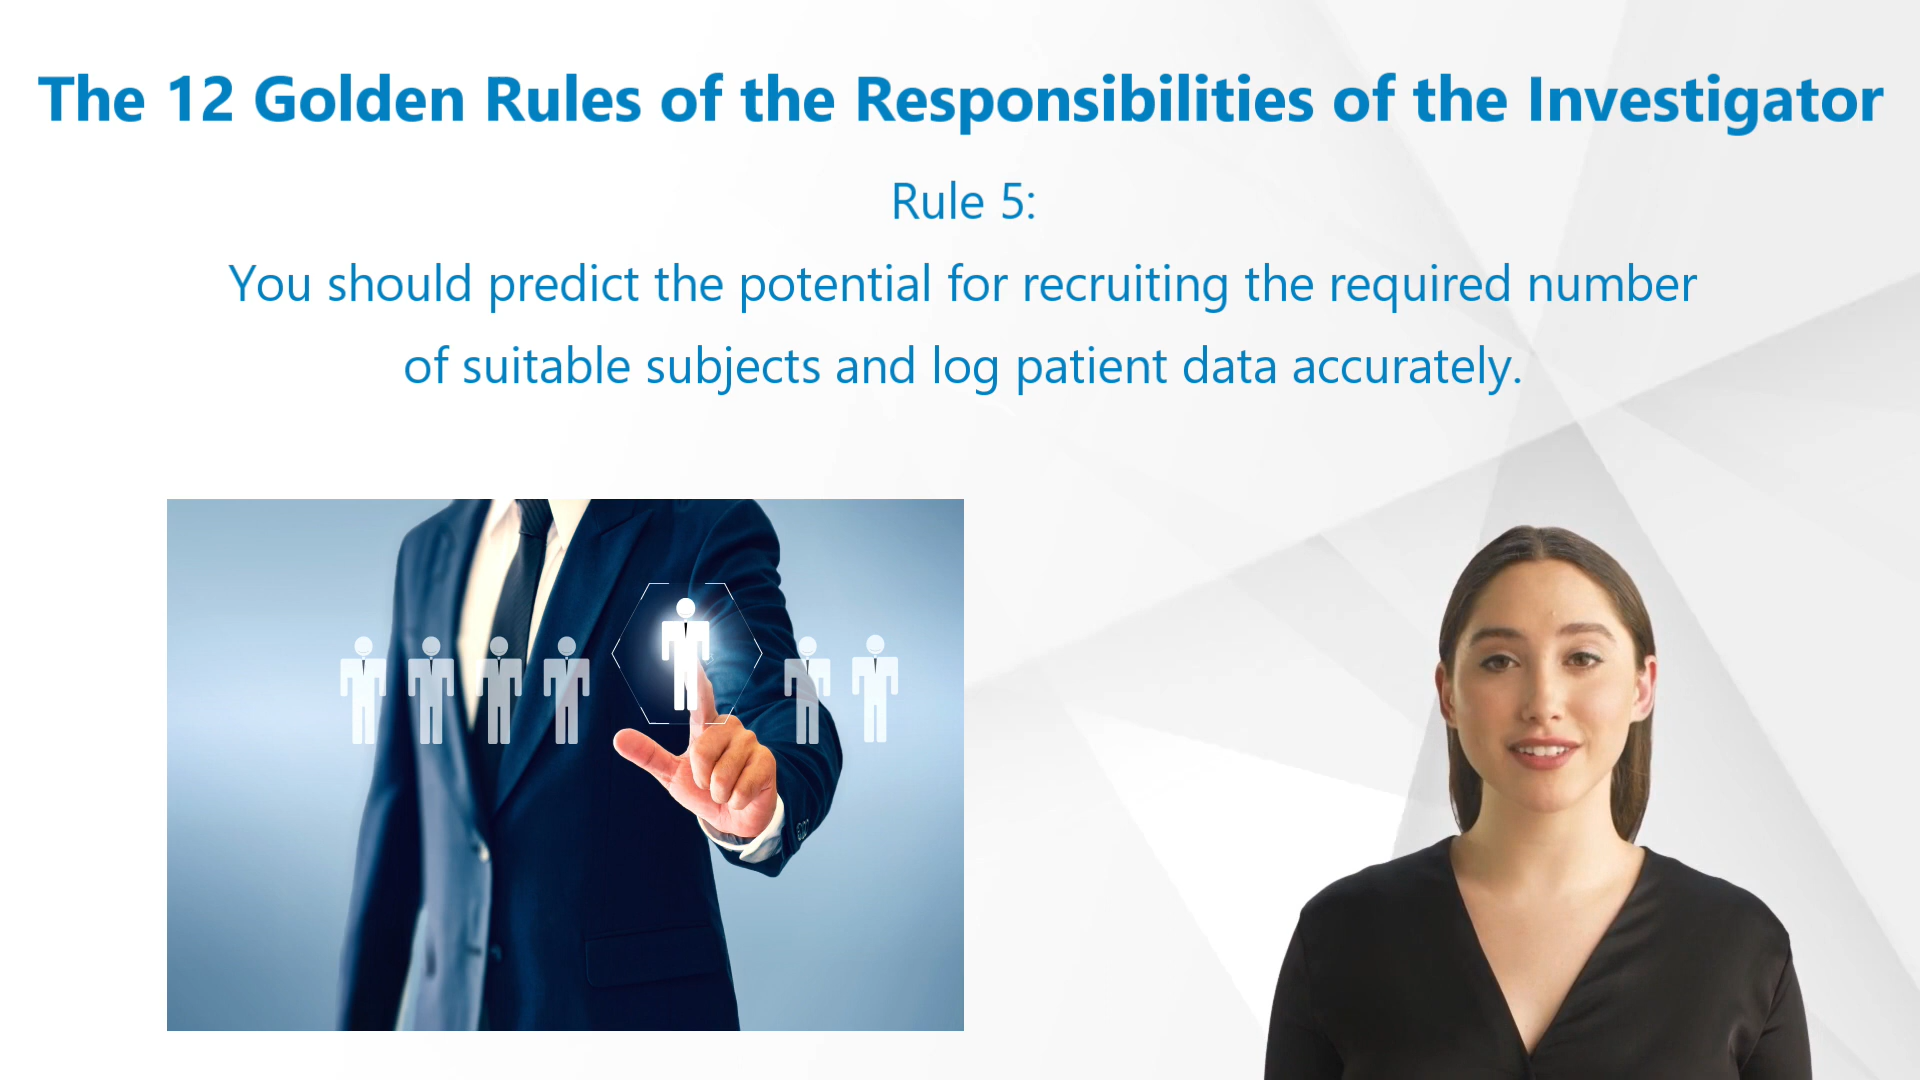 The 12 Golden Rules of the Responsibilities of the Investigator
Rule 5:
You should predict the potential for recruiting the required number
of suitable subjects and log patient data accurately.